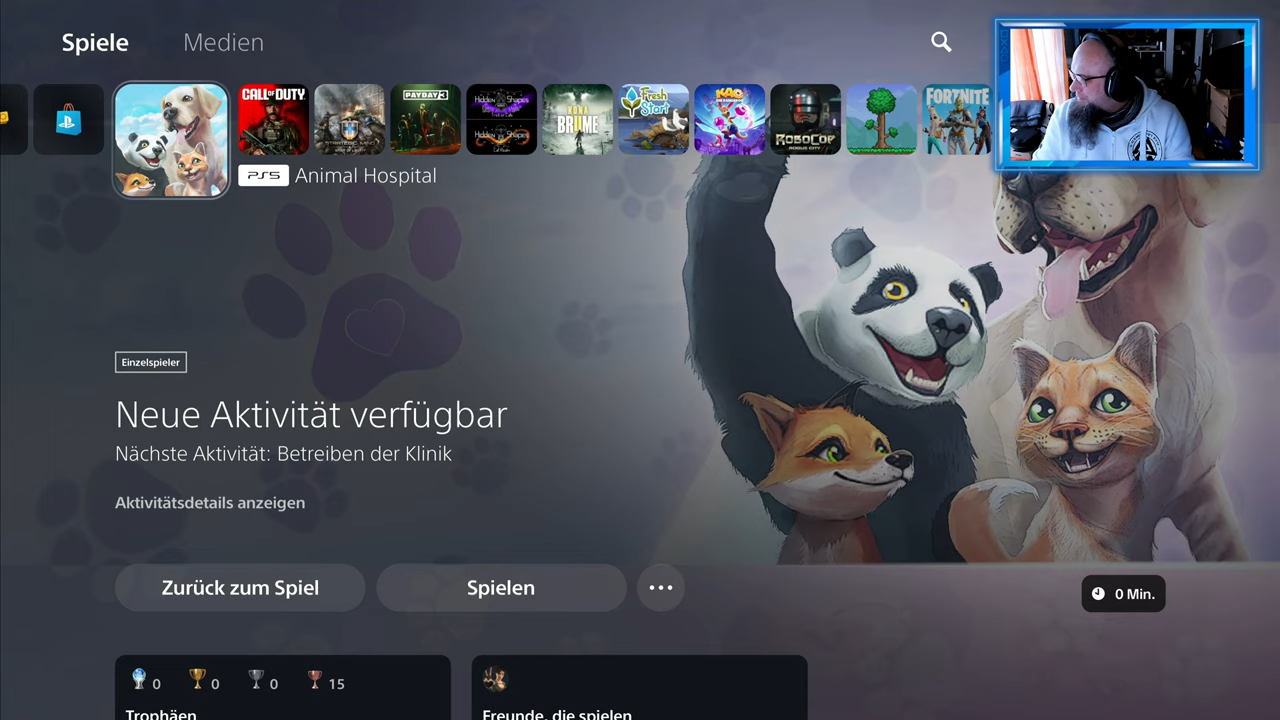 Spiele
Medien
CALL OF DUTY
STRATEGIC MIND
PAYDAY 3
Hidden Shapes
Hidden Shapes
KONA
BRUME
Fresh
Start
KAO
ROBOCOP
ROGUE CITY
FORTNITE
PS5 Animal Hospital
Einzelspieler
Neue Aktivität verfügbar
Nächste Aktivität: Betreiben der Klinik
Aktivitätsdetails anzeigen
Zurück zum Spiel
Spielen
0 Min.
0 0 0 15
Trophäen
Freunde, die spielen